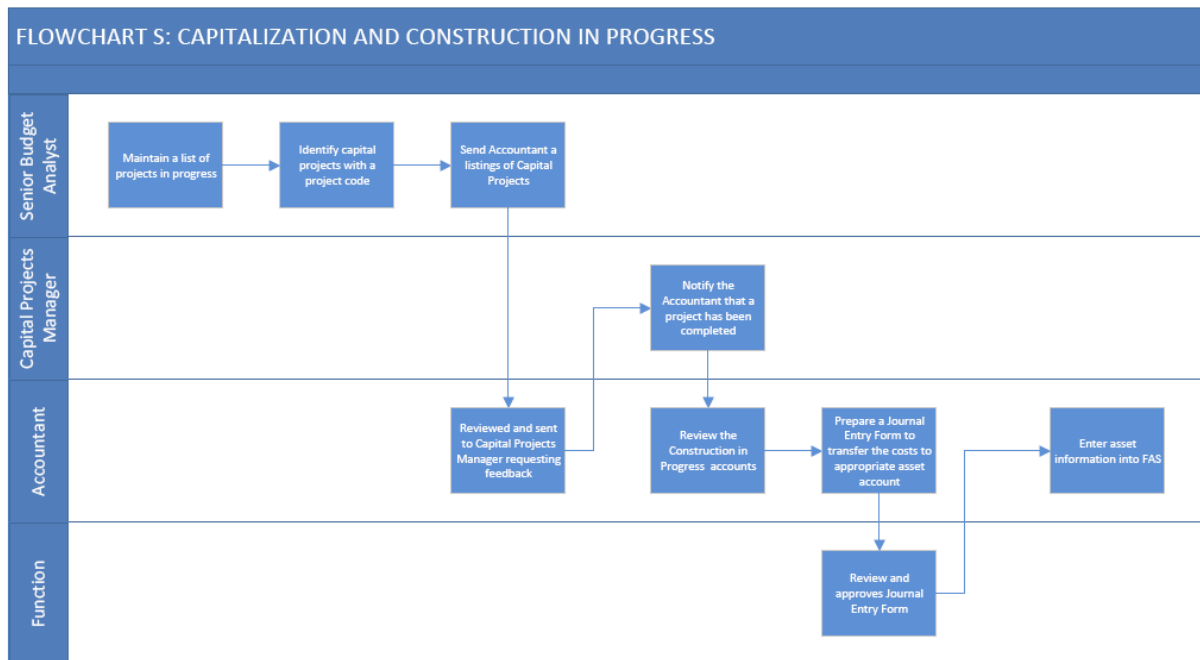 FLOWCHART S: CAPITALIZATION AND CONSTRUCTION IN PROGRESS
Senior Budget
Analyst
Maintain a list of
projects in progress
Identify capital
projects with a
project code
Send Accountant a
listings of Capital
Projects
Capital Projects
Manager
Notify the
Accountant that a
project has been
completed
Accountant
Reviewed and sent
to Capital Projects
Manager requesting
feedback
Review the
Construction in
Progress accounts
Prepare a Journal
Entry Form to
transfer the costs to
appropriate asset
account
Enter asset
information into FAS
Function
Review and
approves Journal
Entry Form